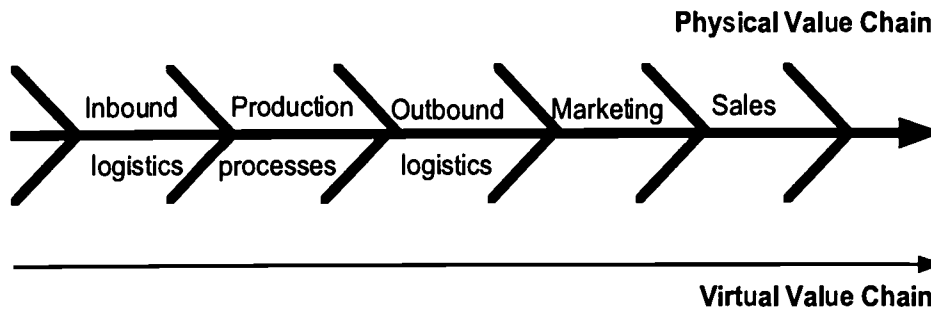 Physical Value Chain
Inbound Production Outbound Marketing Sales
logistics processes logistics
Virtual Value Chain